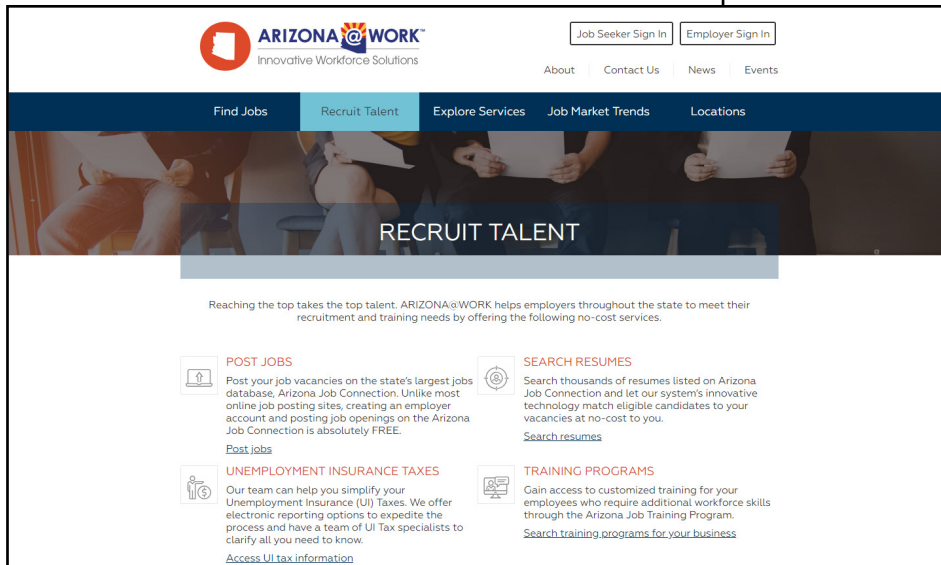 ARIZONA@WORK™
Innovative Workforce Solutions
Job Seeker Sign In
Employer Sign In
About
Contact Us
News
Events
Find Jobs
Recruit Talent
Explore Services
Job Market Trends
Locations
RECRUIT TALENT
Reaching the top takes the top talent. ARIZONA@WORK helps employers throughout the state to meet their
recruitment and training needs by offering the following no-cost services.
POST JOBS
Post your job vacancies on the state's largest jobs
database, Arizona Job Connection. Unlike most
online job posting sites, creating an employer
account and posting job openings on the Arizona
Job Connection is absolutely FREE.
Post jobs
SEARCH RESUMES
Search thousands of resumes listed on Arizona
Job Connection and let our system's innovative
technology match eligible candidates to your
vacancies at no-cost to you.
Search resumes
UNEMPLOYMENT INSURANCE TAXES
Our team can help you simplify your
Unemployment Insurance (UI) Taxes. We offer
electronic reporting options to expedite the
process and have a team of UI Tax specialists to
clarify all you need to know.
Access UI tax information
TRAINING PROGRAMS
Gain access to customized training for your
employees who require additional workforce skills
through the Arizona Job Training Program.
Search training programs for your business